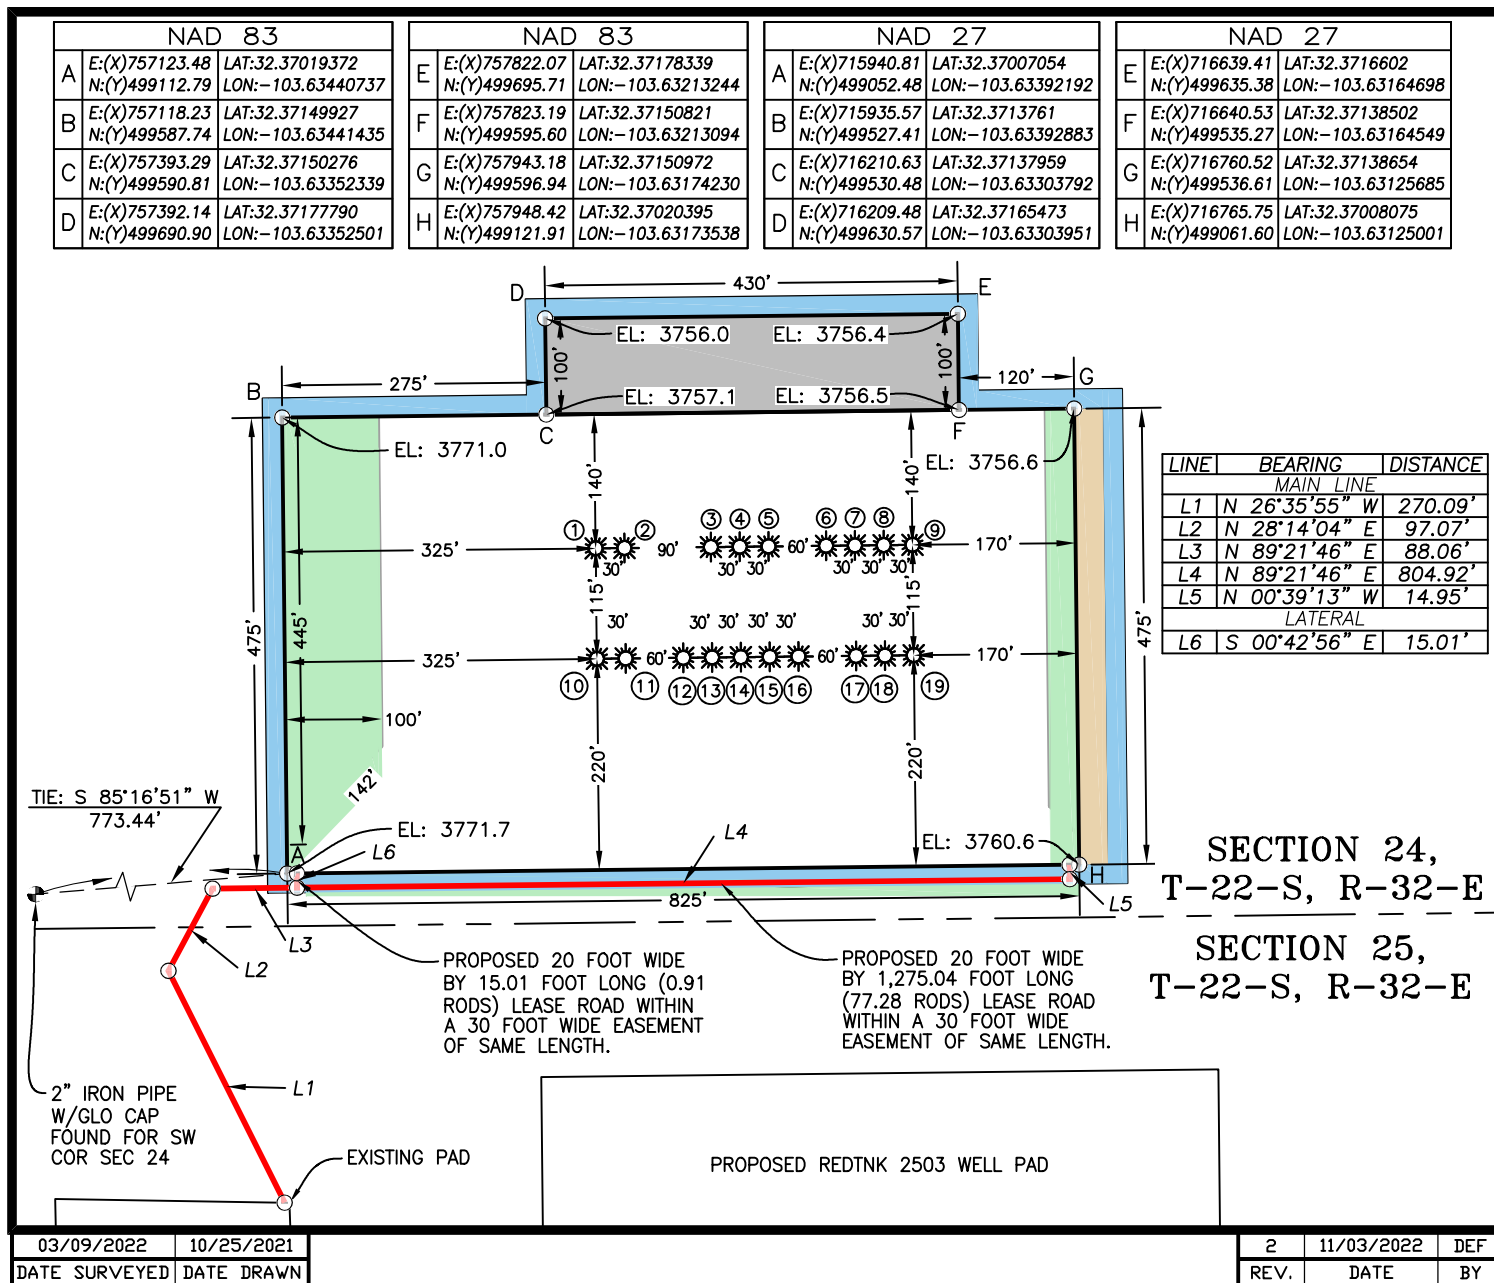 NAD 83
A E:(X)757123.48 LAT:32.37019372
N:(Y)499112.79 LON:-103.63440737
B E:(X)757118.23 LAT:32.37149927
N:(Y)499587.74 LON:-103.63441435
C E:(X)757393.29 LAT:32.37150276
N:(Y)499590.81 LON:-103.63352339
D E:(X)757392.14 LAT:32.37177790
N:(Y)499690.90 LON:-103.63352501
NAD 83
E E:(X)757822.07 LAT:32.37178339
N:(Y)499695.71 LON:-103.63213244
F E:(X)757823.19 LAT:32.37150821
N:(Y)499595.60 LON:-103.63213094
G E:(X)757943.18 LAT:32.37150972
N:(Y)499596.94 LON:-103.63174230
H E:(X)757948.42 LAT:32.37020395
N:(Y)499121.91 LON:-103.63173538
NAD 27
A E:(X)715940.81 LAT:32.37007054
N:(Y)499052.48 LON:-103.63392192
B E:(X)715935.57 LAT:32.3713761
N:(Y)499527.41 LON:-103.63392883
C E:(X)716210.63 LAT:32.37137959
N:(Y)499530.48 LON:-103.63303792
D E:(X)716209.48 LAT:32.37165473
N:(Y)499630.57 LON:-103.63303951
NAD 27
E E:(X)716639.41 LAT:32.3716602
N:(Y)499635.38 LON:-103.63164698
F E:(X)716640.53 LAT:32.37138502
N:(Y)499535.27 LON:-103.63164549
G E:(X)716760.52 LAT:32.37138654
N:(Y)499536.61 LON:-103.63125685
H E:(X)716765.75 LAT:32.37008075
N:(Y)499061.60 LON:-103.63125001
D 430' E
EL: 3756.0 EL: 3756.4
100' 100'
B 275' 120' G
EL: 3757.1 EL: 3756.5
C F
EL: 3771.0 EL: 3756.6
140' 140'
1 2 3 4 5 6 7 8 9
325' 90' 60' 170'
30' 30' 30' 30' 30' 30'
115' 115'
475' 445' 475'
30' 30' 30' 30' 30' 30' 30'
325' 60' 60' 170'
10 11 12 13 14 15 16 17 18 19
100'
220' 220'
142'
LINE BEARING DISTANCE
MAIN LINE
L1 N 26°35'55" W 270.09'
L2 N 28°14'04" E 97.07'
L3 N 89°21'46" E 88.06'
L4 N 89°21'46" E 804.92'
L5 N 00°39'13" W 14.95'
LATERAL
L6 S 00°42'56" E 15.01'
TIE: S 85°16'51" W
773.44'
EL: 3771.7 L4 EL: 3760.6
A L6
H
825' L5
L3
L2
SECTION 24,
T-22-S, R-32-E
SECTION 25,
T-22-S, R-32-E
PROPOSED 20 FOOT WIDE
BY 15.01 FOOT LONG (0.91
RODS) LEASE ROAD WITHIN
A 30 FOOT WIDE EASEMENT
OF SAME LENGTH.
PROPOSED 20 FOOT WIDE
BY 1,275.04 FOOT LONG
(77.28 RODS) LEASE ROAD
WITHIN A 30 FOOT WIDE
EASEMENT OF SAME LENGTH.
L1
2" IRON PIPE
W/GLO CAP
FOUND FOR SW
COR SEC 24
EXISTING PAD
PROPOSED REDTNK 2503 WELL PAD
03/09/2022 10/25/2021
DATE SURVEYED DATE DRAWN
2 11/03/2022 DEF
REV. DATE BY